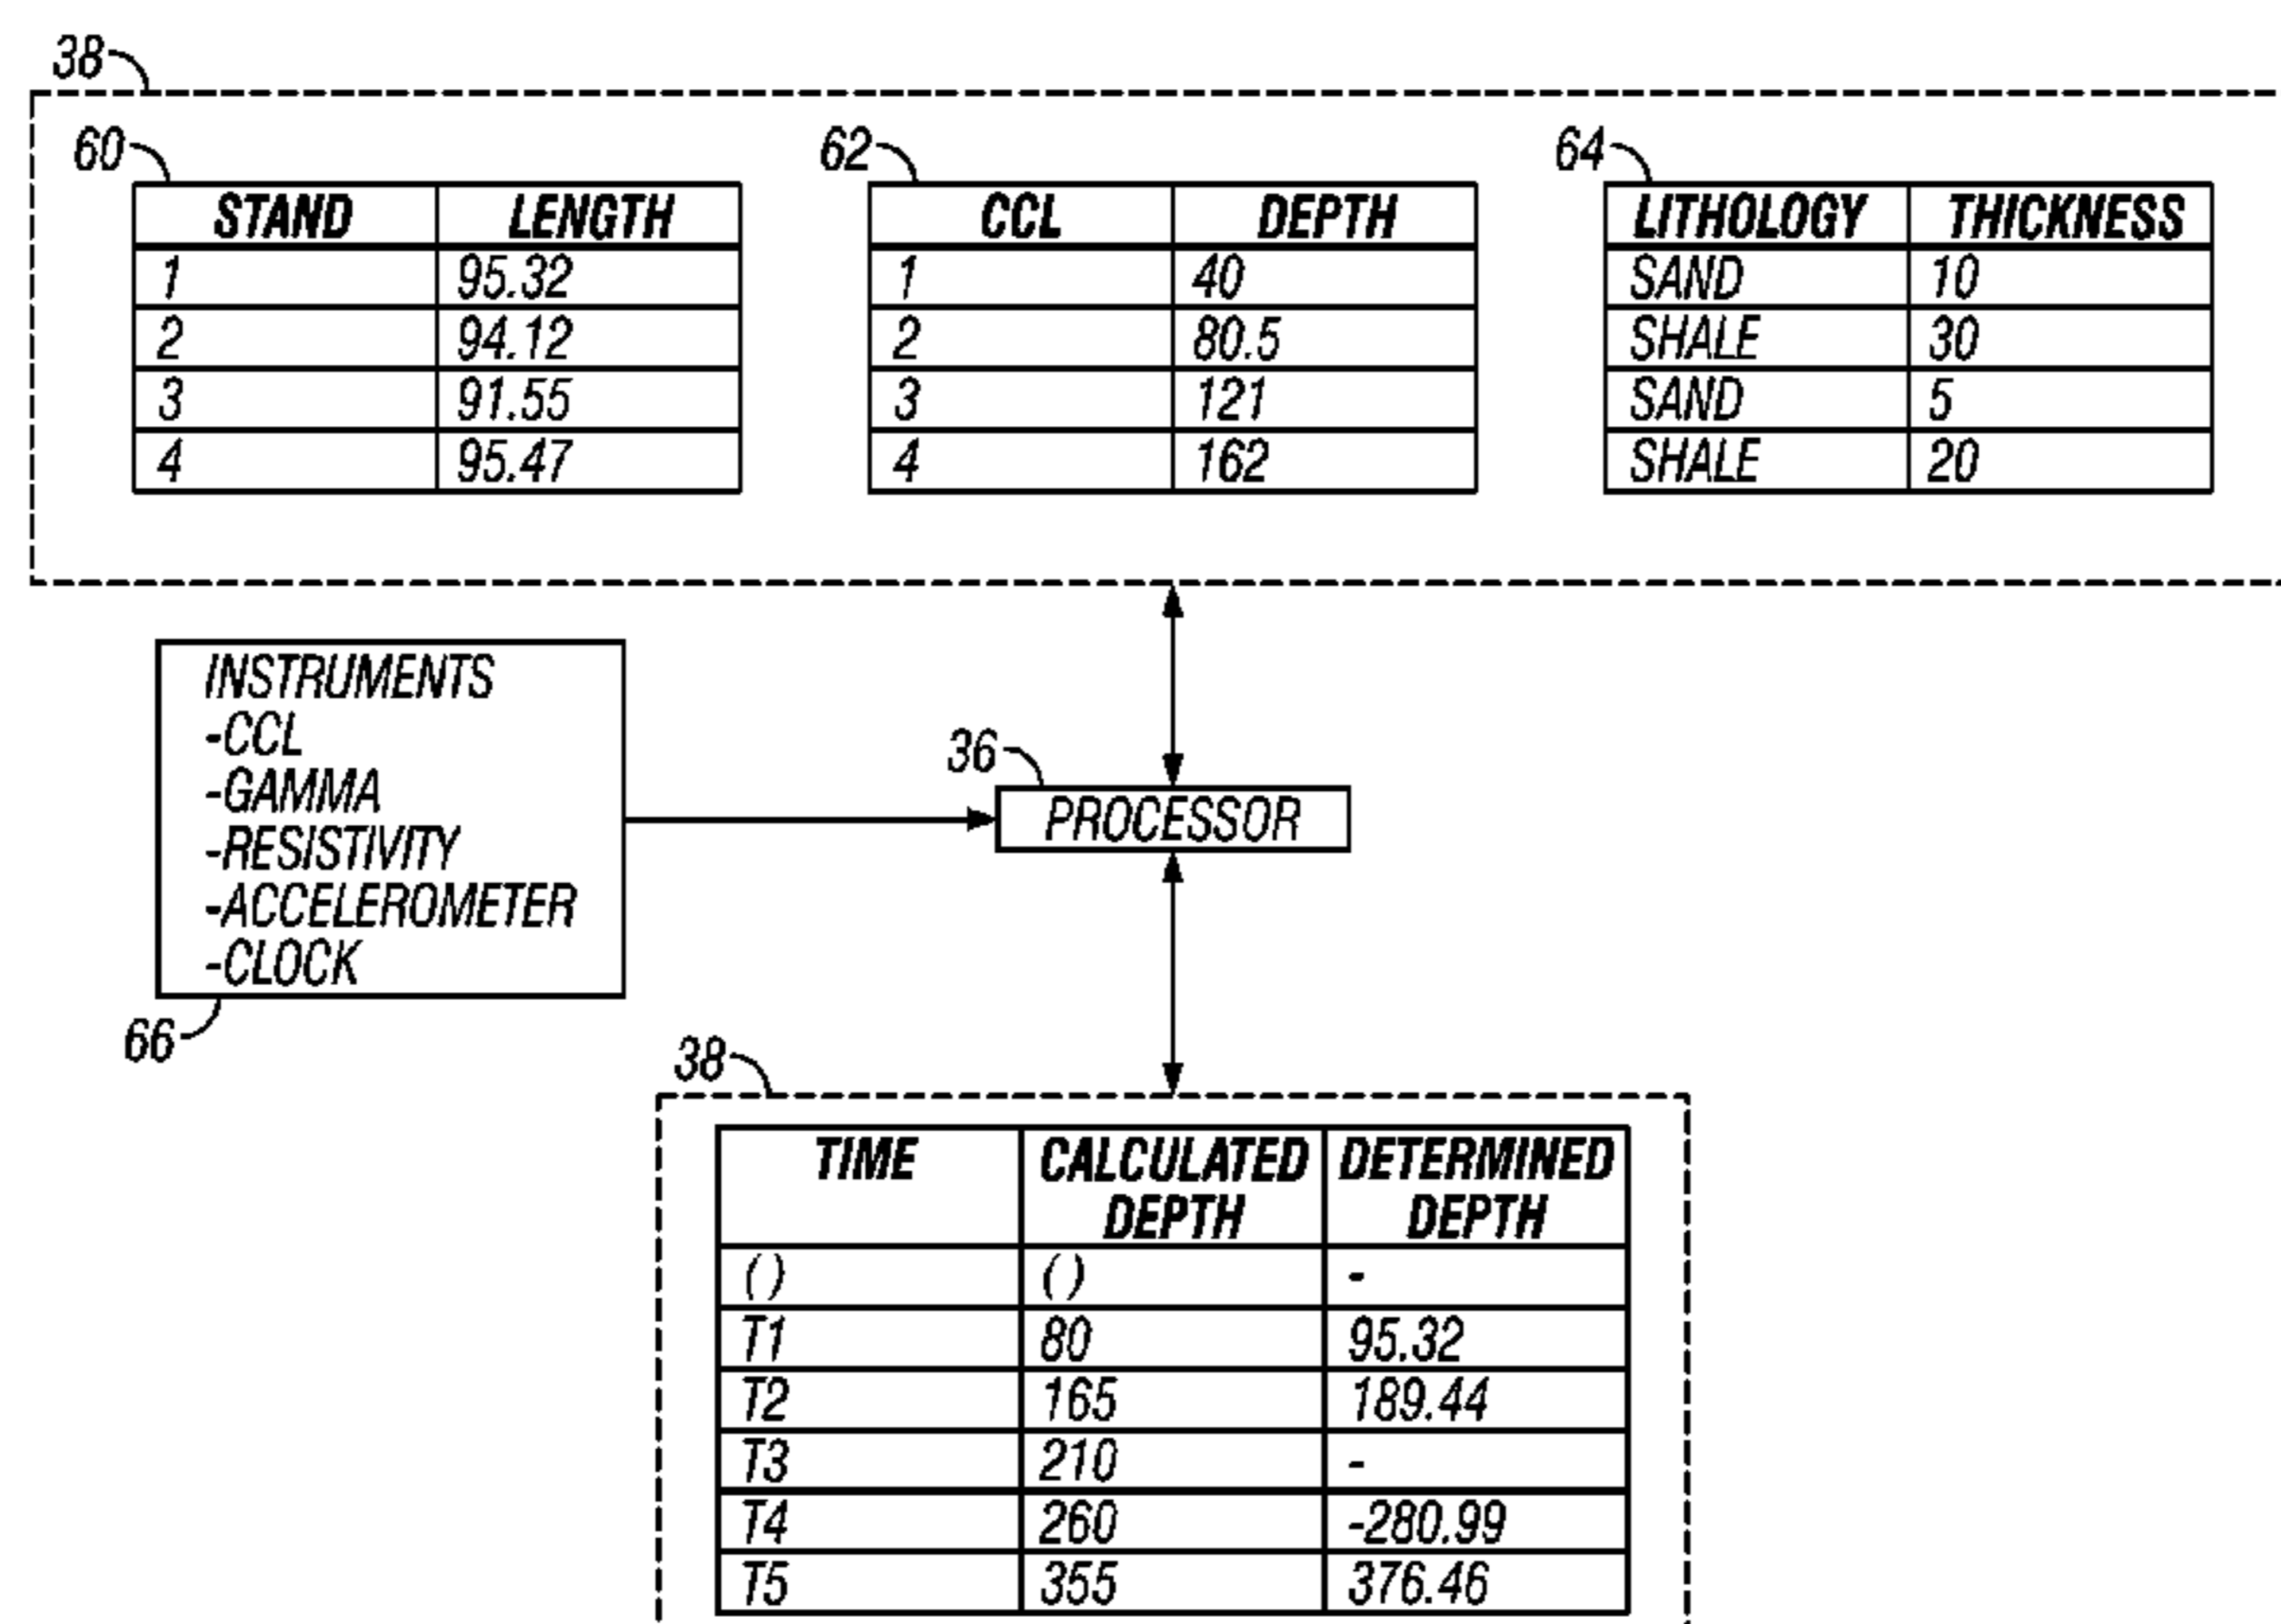 38
60
62
64
STAND LENGTH
1 95.32
2 94.12
3 91.55
4 95.47
CCL DEPTH
1 40
2 80.5
3 121
4 162
LITHOLOGY THICKNESS
SAND 10
SHALE 30
SAND 5
SHALE 20
INSTRUMENTS
-CCL
-GAMMA
-RESISTIVITY
-ACCELEROMETER
-CLOCK
66
36
PROCESSOR
38
TIME CALCULATED DEPTH DETERMINED DEPTH
( ) ( ) -
T1 80 95.32
T2 165 189.44
T3 210 -
T4 260 -280.99
T5 355 376.46